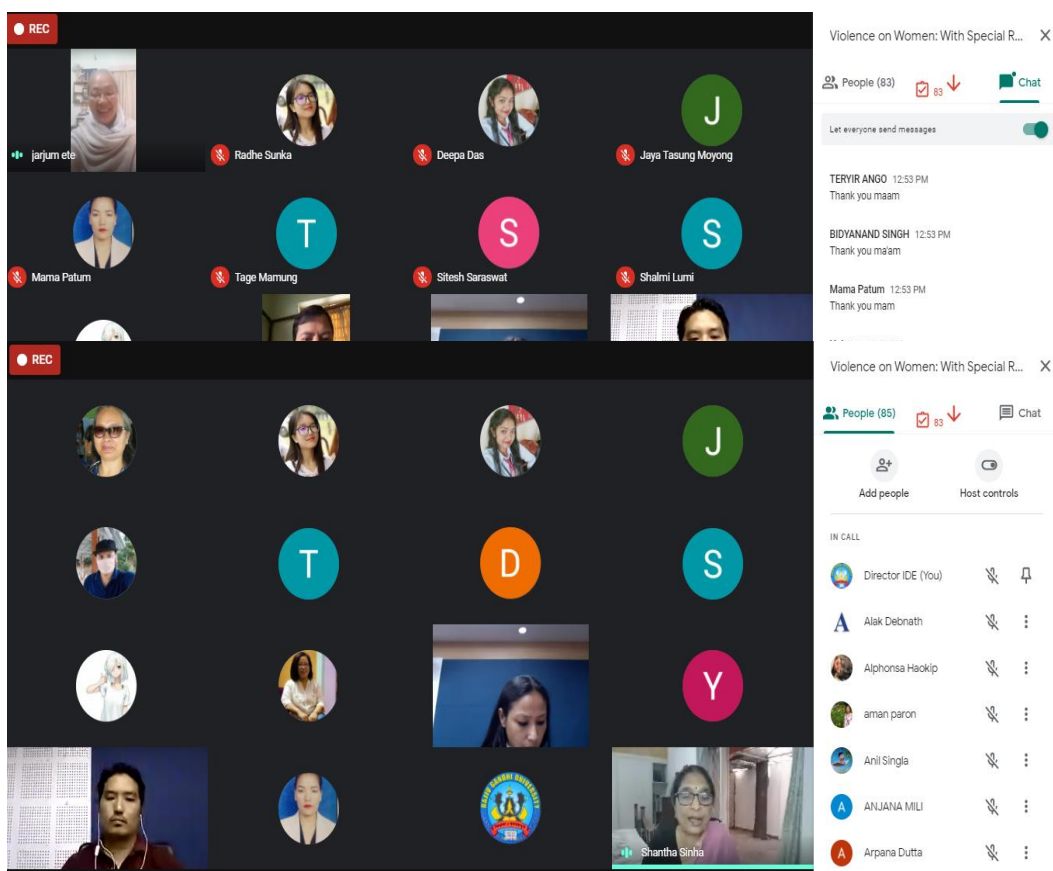 REC
Violence on Women: With Special R...
People (83)
83
Chat
Let everyone send messages
jarjum ete
Radhe Sunka
Deepa Das
J
Jaya Tasung Moyong
TERYIR ANGO 12:53 PM
Thank you maam
BIDYANAND SINGH 12:53 PM
Thank you ma'am
Mama Patum 12:53 PM
Thank you mam
Mama Patum
T
Tage Mamung
S
Sitesh Saraswat
S
Shalmi Lumi
REC
Violence on Women: With Special R...
People (85)
83
Chat
Add people
Host controls
IN CALL
Director IDE (You)
A
Alak Debnath
Alphonsa Haokip
aman paron
Anil Singla
A
ANJANA MILI
A
Arpana Dutta
J
T
D
S
Y
RAJIV GANDHI UNIVERSITY
Shantha Sinha